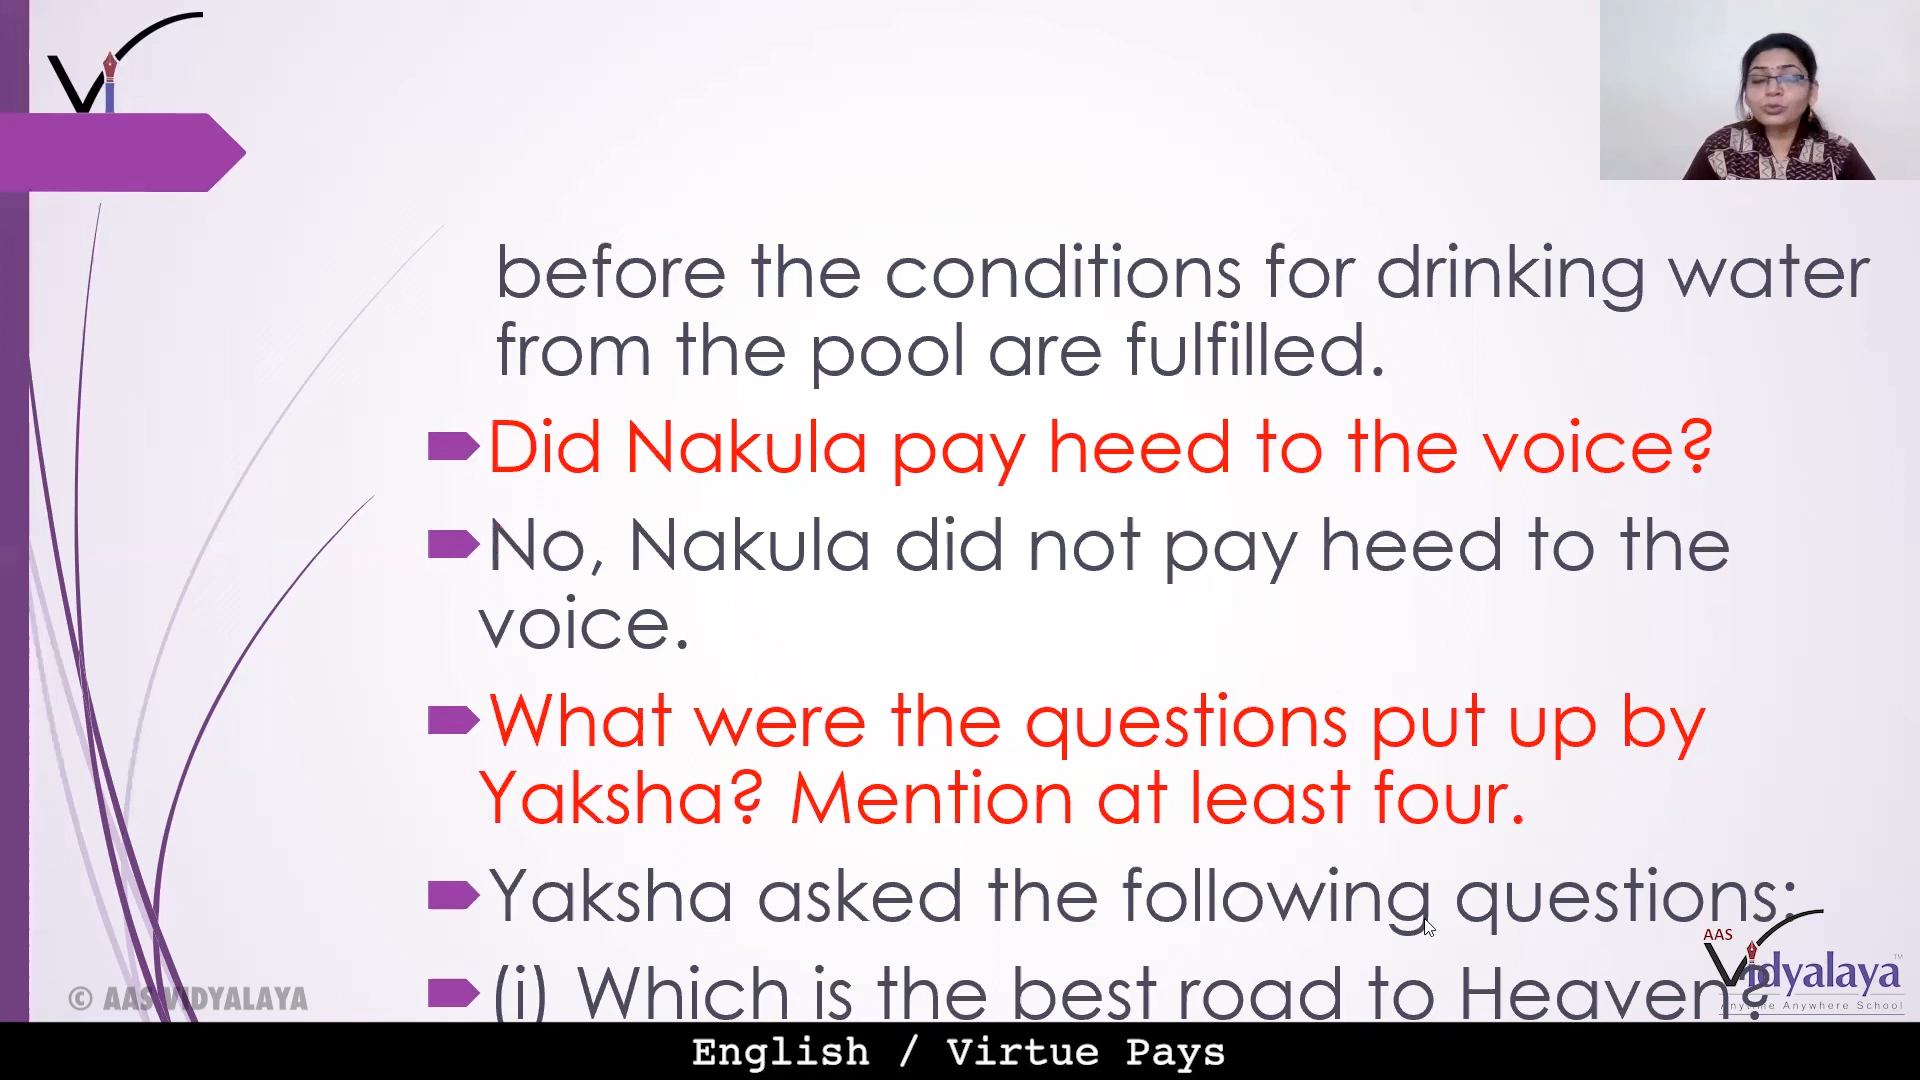 before the conditions for drinking water
from the pool are fulfilled.
Did Nakula pay heed to the voice?
No, Nakula did not pay heed to the
voice.
What were the questions put up by
Yaksha? Mention at least four.
Yaksha asked the following questions:
(i) Which is the best road to Heaven?
AAS
Vidyalaya
Anytime Anywhere School
© AAS VIDYALAYA
English / Virtue Pays